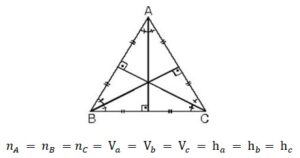 A
B
C
n_A = n_B = n_C = V_a = V_b = V_c = h_a = h_b = h_c